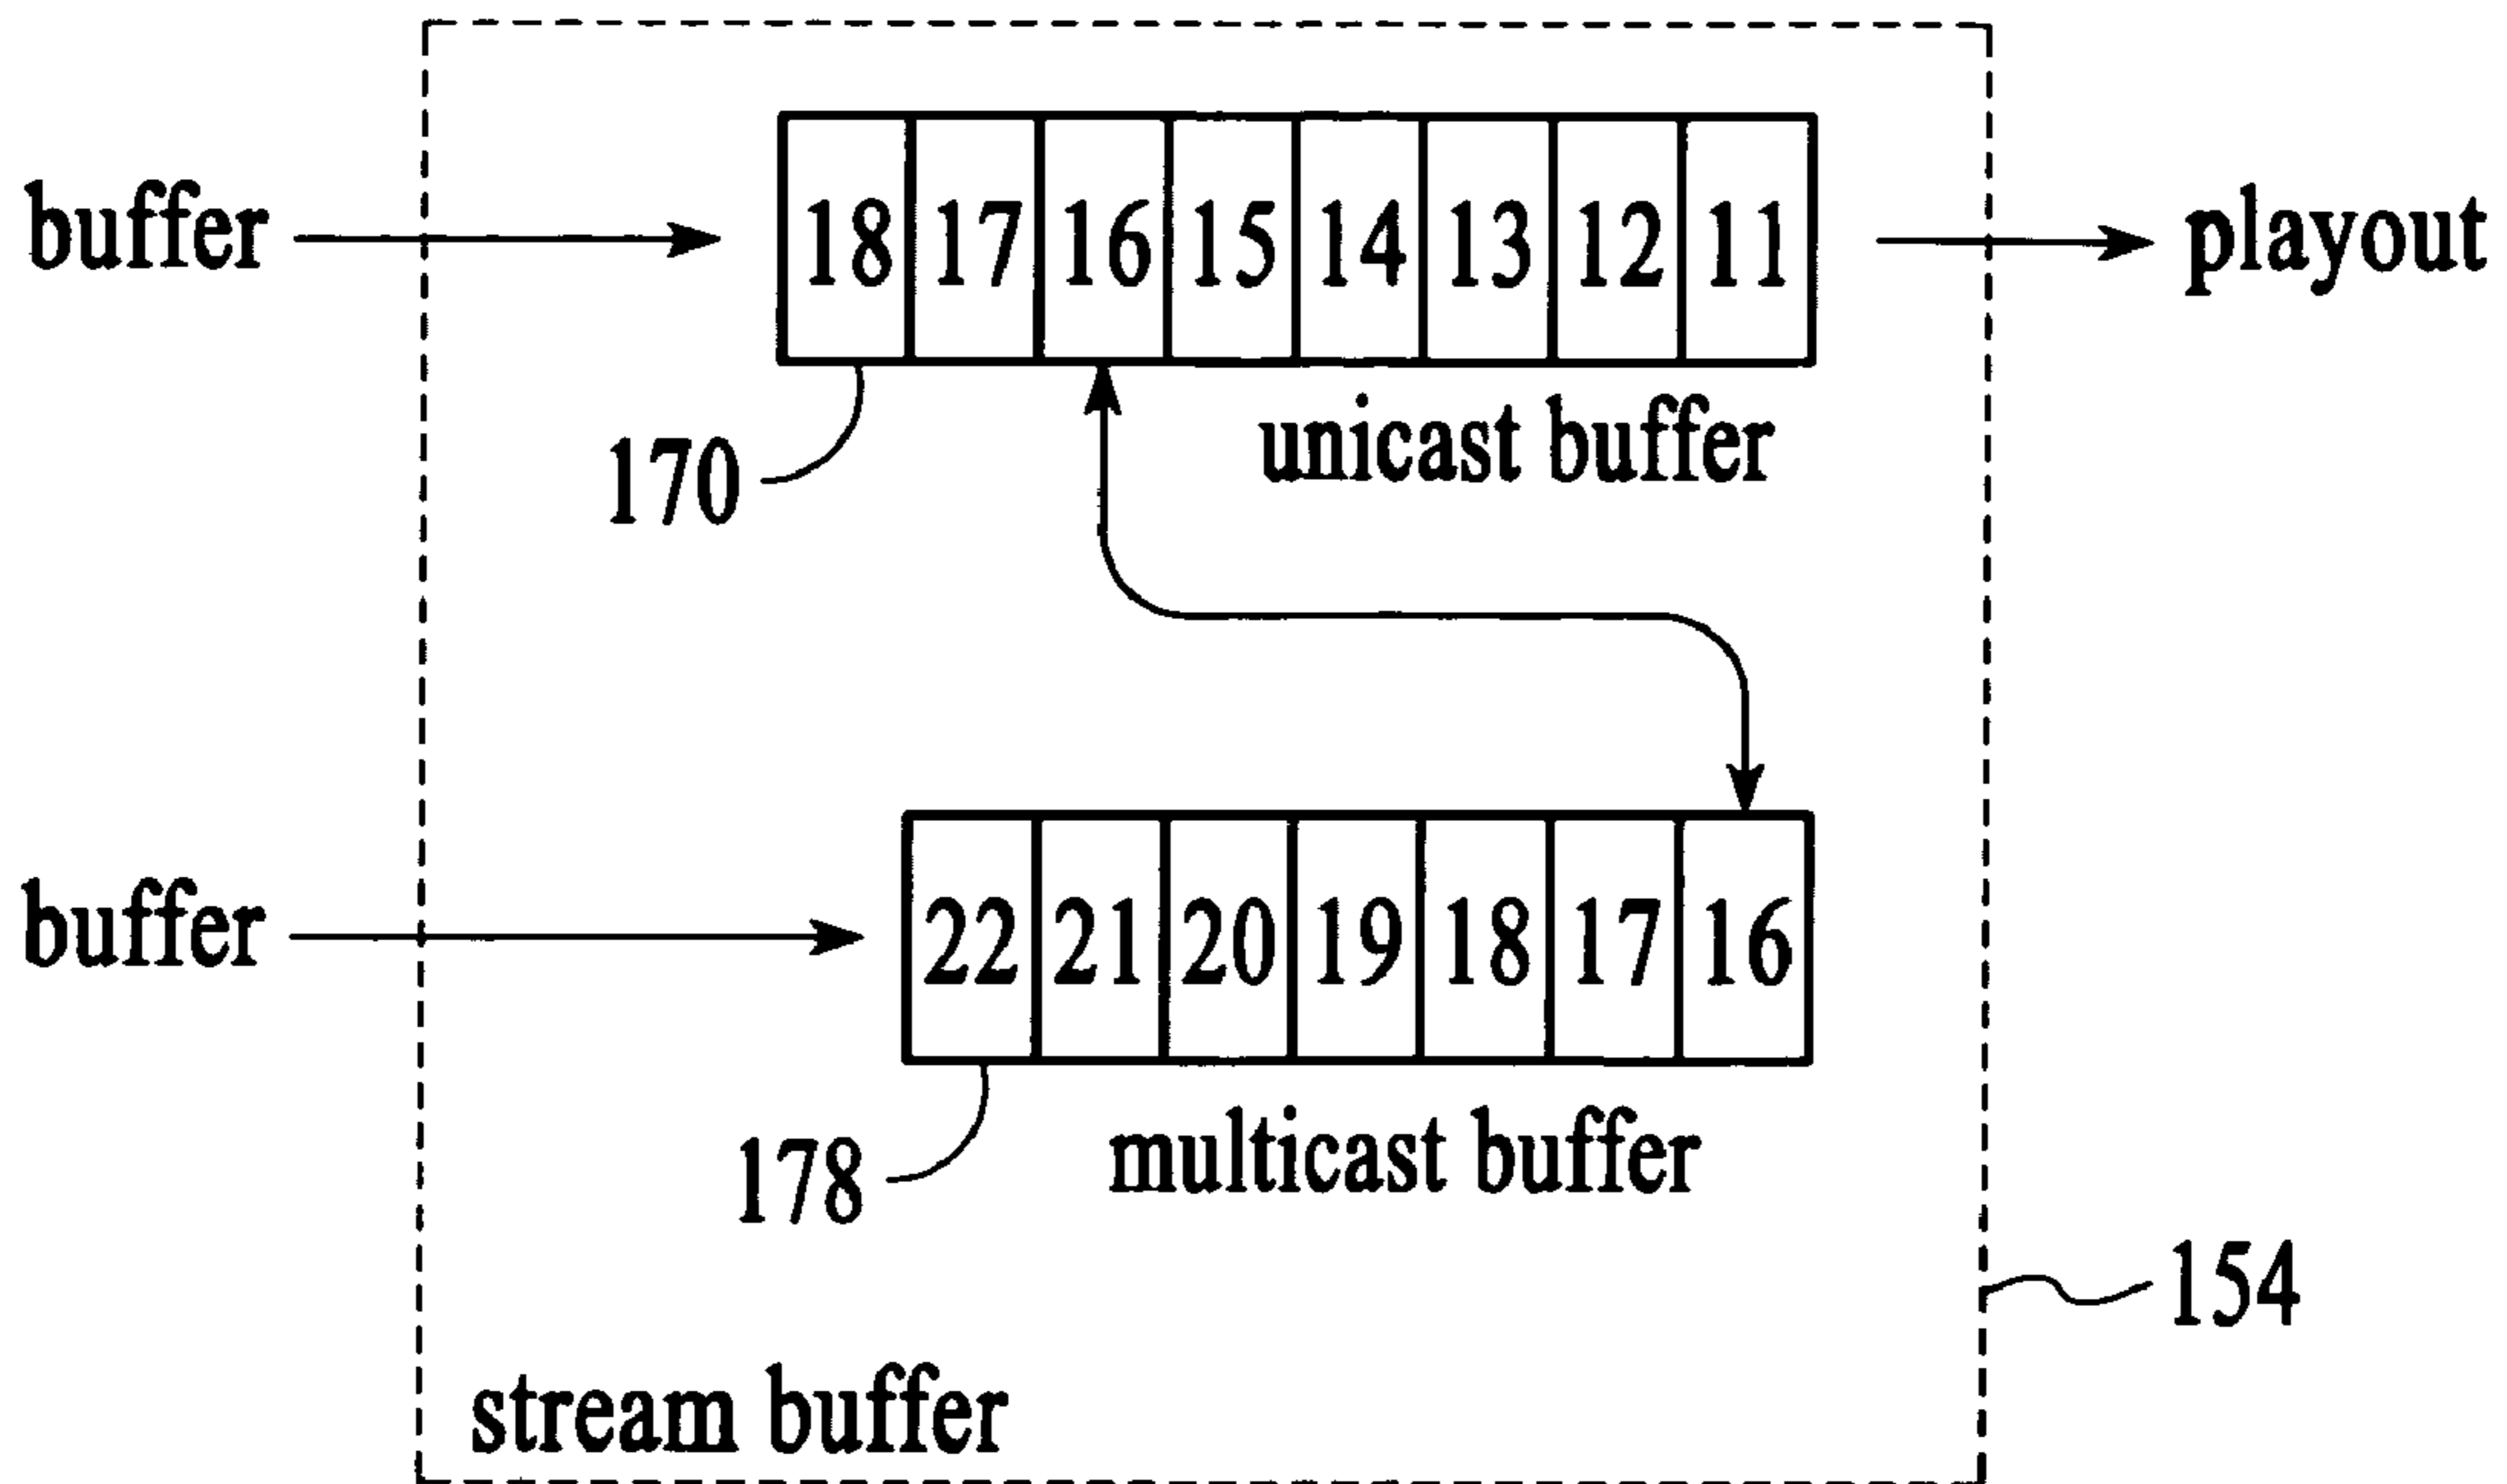 buffer
18 17 16 15 14 13 12 11
playout
170
unicast buffer
buffer
22 21 20 19 18 17 16
178
multicast buffer
154
stream buffer